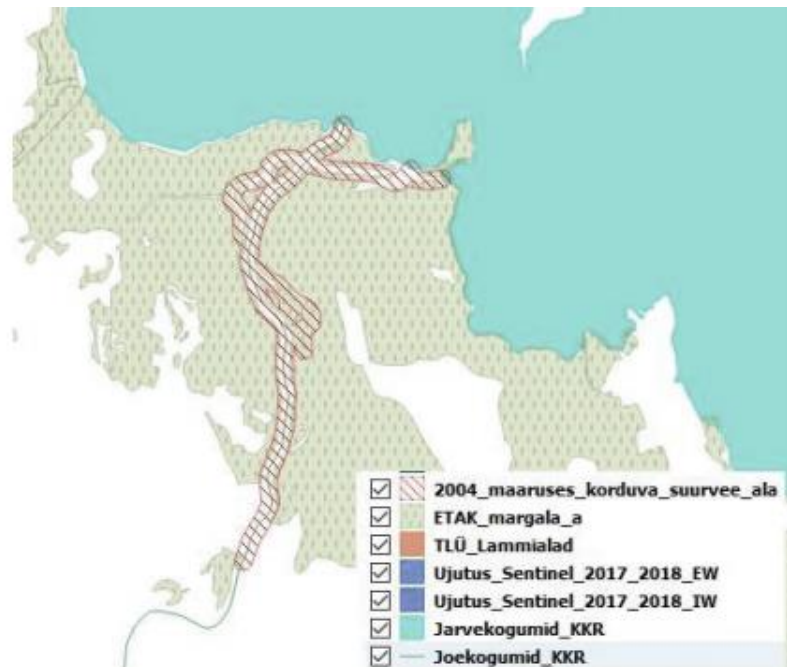 2004_maaruses_korduva_suurvee_ala
ETAK_margala_a
TLÜ_Lammialad
Ujutus_Sentinel_2017_2018_EW
Ujutus_Sentinel_2017_2018_IW
Jarvekogumid_KKR
Joekogumid_KKR